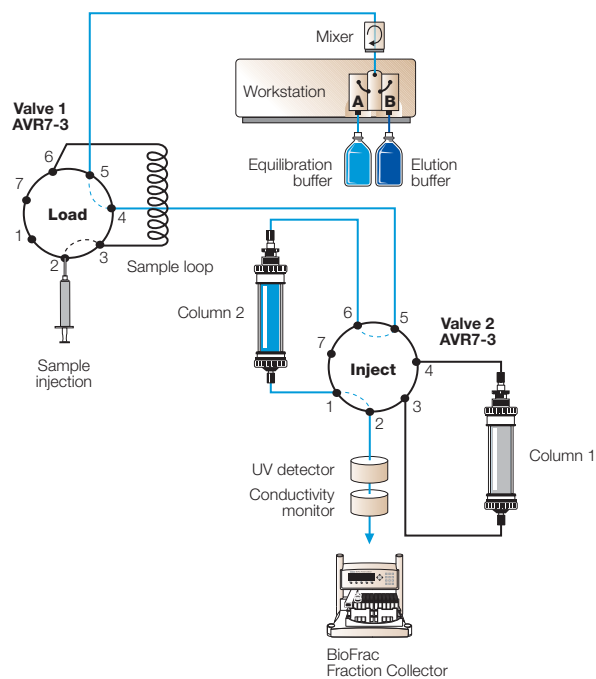 Mixer
Workstation
A B
Equilibration
buffer
Elution
buffer
Valve 1
AVR7-3
6
5
7
4
Load
1
3
2
Sample loop
Sample
injection
Column 2
6
5
Valve 2
AVR7-3
7
4
Inject
1
3
2
Column 1
UV detector
Conductivity
monitor
BioFrac
Fraction Collector